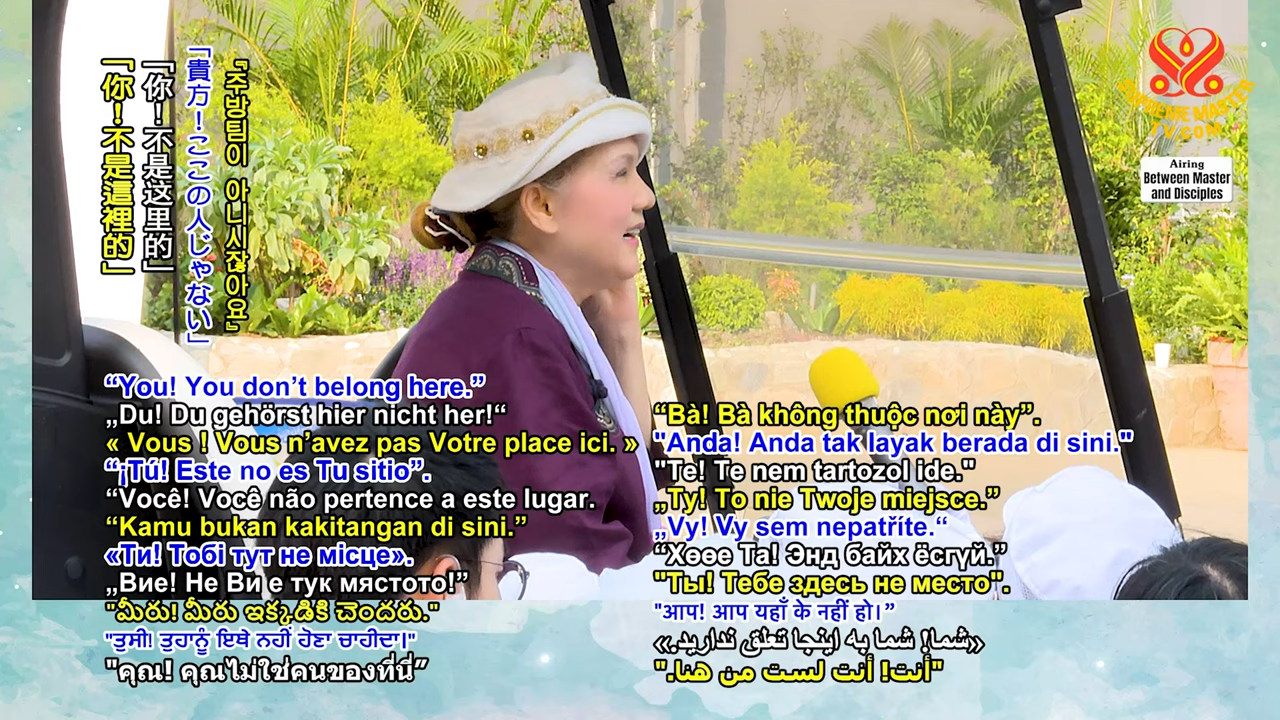 『주방팀이 아니시잖아요』
「貴方！ここの人じゃない」
「你！不是这里的」
「你！不是這裡的」
SUPREME MASTER
TV.COM
Airing
Between Master
and Disciples
“You! You don’t belong here.”
„Du! Du gehörst hier nicht her!“
« Vous ! Vous n’avez pas Votre place ici. »
“¡Tú! Este no es Tu sitio”.
“Você! Você não pertence a este lugar.
“Kamu bukan kakitangan di sini.”
«Ти! Тобі тут не місце».
„Вие! Не Ви е тук мястото!”
"మీరు! మీరు ఇక్కడికి చెందరు."
"ਤੁਸੀ! ਤੁਹਾਨੂੰ ਇਥੇ ਨਹੀਂ ਹੋਣਾ ਚਾਹੀਦਾ।"
"คุณ! คุณไม่ใช่คนของที่นี่”
“Bà! Bà không thuộc nơi này”.
"Anda! Anda tak layak berada di sini."
"Te! Te nem tartozol ide."
„Ty! To nie Twoje miejsce.”
„Vy! Vy sem nepatříte.“
“Хөөе Та! Энд байх ёсгүй.”
"Ты! Тебе здесь не место".
"आप! आप यहाँ के नहीं हो।”
«شما! شما به اینجا تعلق ندارید.»
"أنت! أنت لست من هنا."